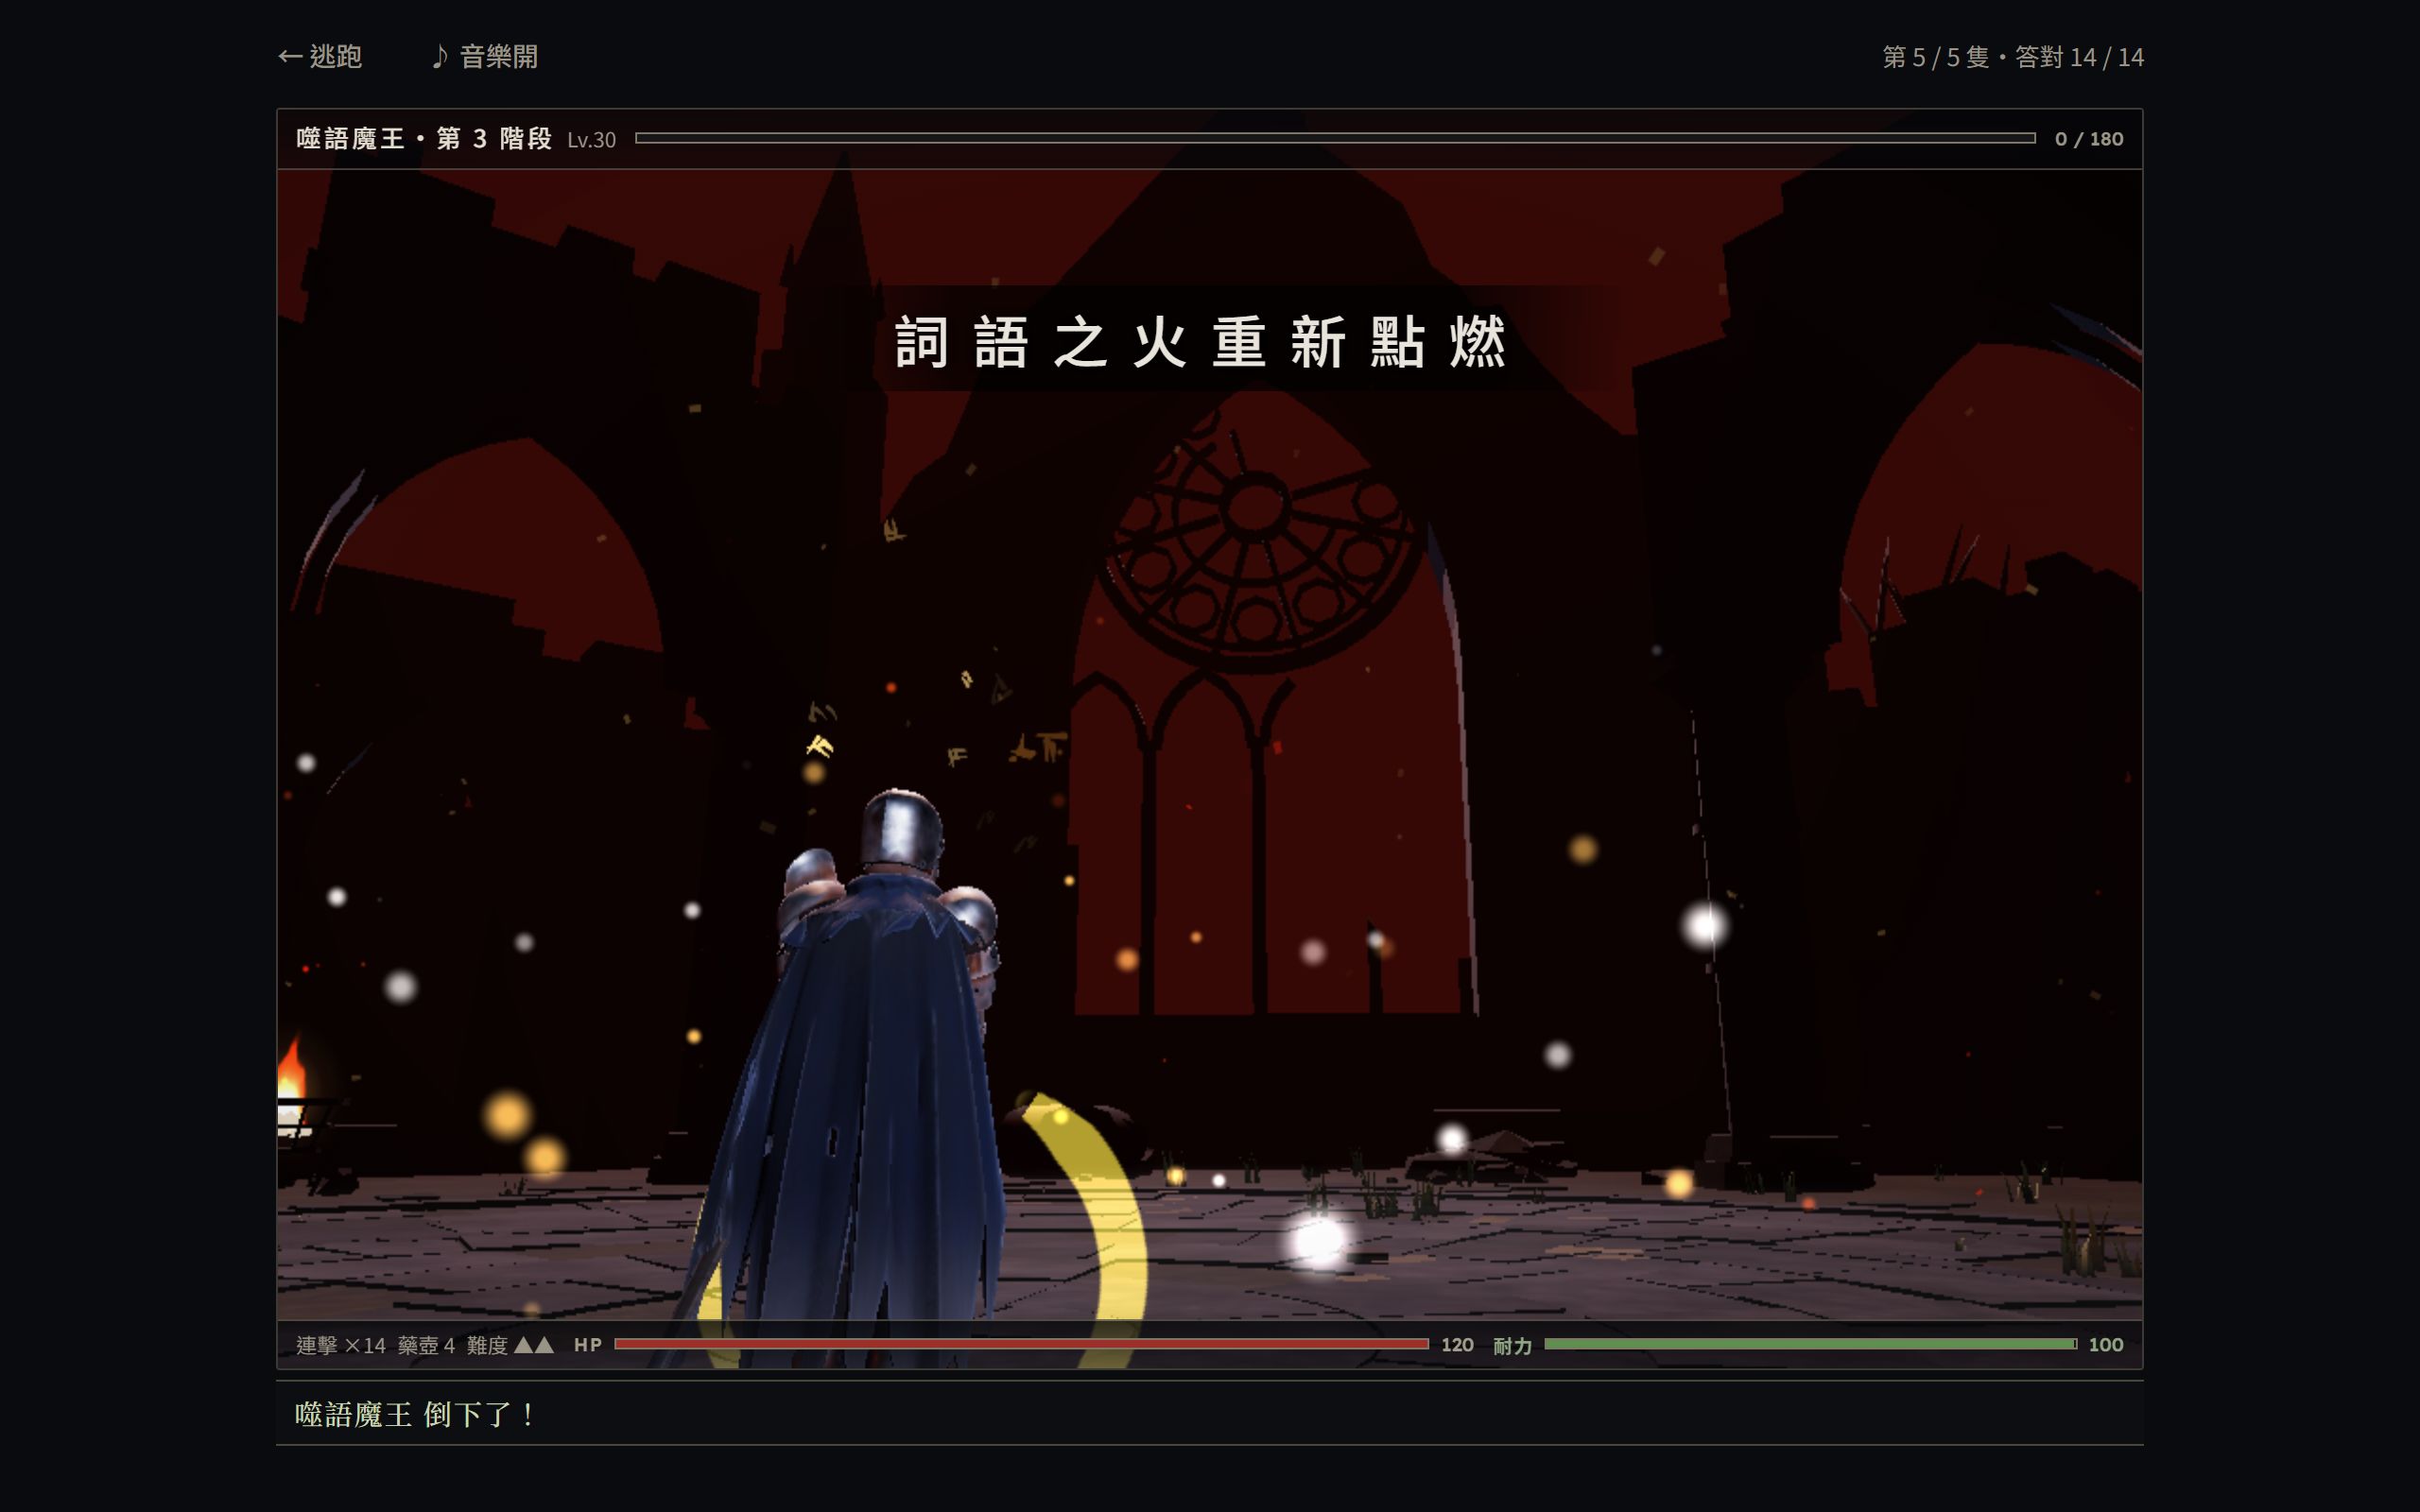 ← 逃跑 ♪ 音樂開 第 5 / 5 隻・答對 14 / 14
噬語魔王・第 3 階段 Lv.30 0 / 180
詞語之火重新點燃
連擊 ×14 藥壺 4 難度 ▲▲ HP 120 耐力 100
噬語魔王 倒下了！